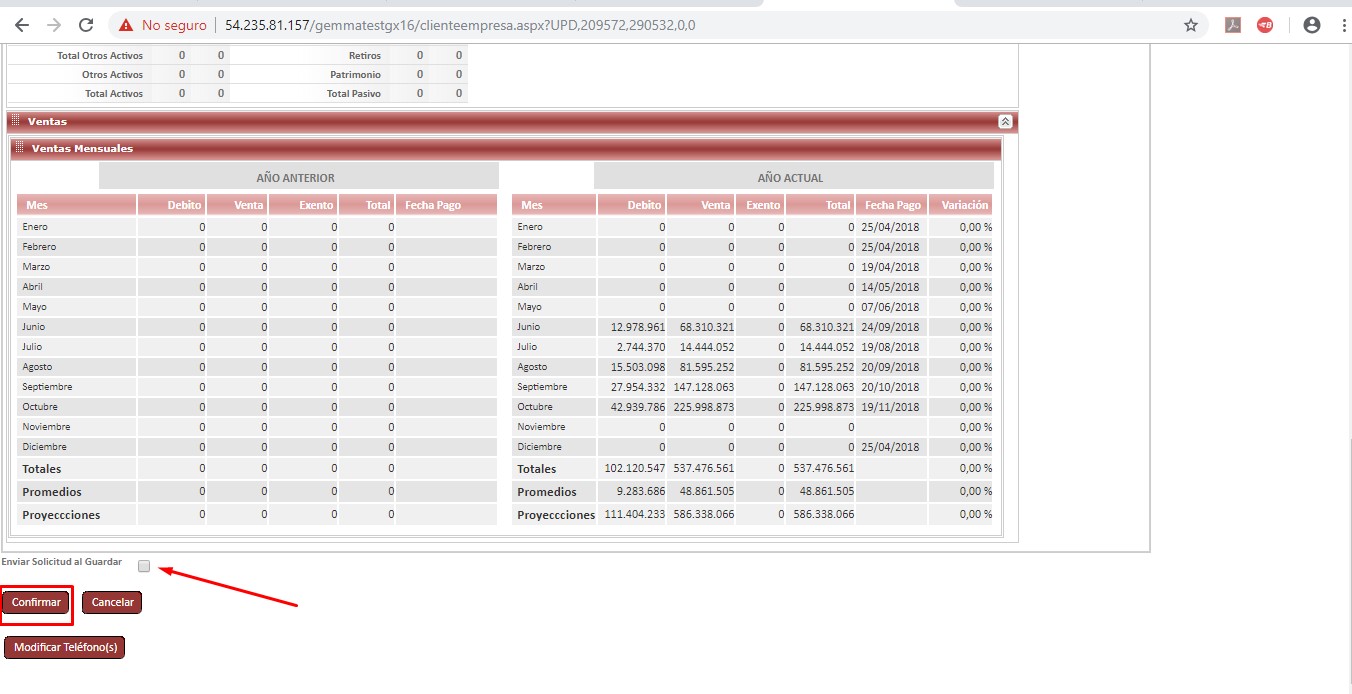 No seguro 54.235.81.157/gemmatestgx16/clienteempresa.aspx?UPD,209572,290532,0,0
Total Otros Activos 0 0 Retiros 0 0
Otros Activos 0 0 Patrimonio 0 0
Total Activos 0 0 Total Pasivo 0 0
Ventas
Ventas Mensuales
AÑO ANTERIOR AÑO ACTUAL
Mes Debito Venta Exento Total Fecha Pago Mes Debito Venta Exento Total Fecha Pago Variación
Enero 0 0 0 0 Enero 0 0 0 0 25/04/2018 0,00 %
Febrero 0 0 0 0 Febrero 0 0 0 0 25/04/2018 0,00 %
Marzo 0 0 0 0 Marzo 0 0 0 0 19/04/2018 0,00 %
Abril 0 0 0 0 Abril 0 0 0 0 14/05/2018 0,00 %
Mayo 0 0 0 0 Mayo 0 0 0 0 07/06/2018 0,00 %
Junio 0 0 0 0 Junio 12.978.961 68.310.321 0 68.310.321 24/09/2018 0,00 %
Julio 0 0 0 0 Julio 2.744.370 14.444.052 0 14.444.052 19/08/2018 0,00 %
Agosto 0 0 0 0 Agosto 15.503.098 81.595.252 0 81.595.252 20/09/2018 0,00 %
Septiembre 0 0 0 0 Septiembre 27.954.332 147.128.063 0 147.128.063 20/10/2018 0,00 %
Octubre 0 0 0 0 Octubre 42.939.786 225.998.873 0 225.998.873 19/11/2018 0,00 %
Noviembre 0 0 0 0 Noviembre 0 0 0 0 0,00 %
Diciembre 0 0 0 0 Diciembre 0 0 0 0 25/04/2018 0,00 %
Totales 0 0 0 0 Totales 102.120.547 537.476.561 0 537.476.561 0,00 %
Promedios 0 0 0 0 Promedios 9.283.686 48.861.505 0 48.861.505 0,00 %
Proyeccciones 0 0 0 0 Proyeccciones 111.404.233 586.338.066 0 586.338.066 0,00 %
Enviar Solicitud al Guardar
Confirmar Cancelar
Modificar Teléfono(s)